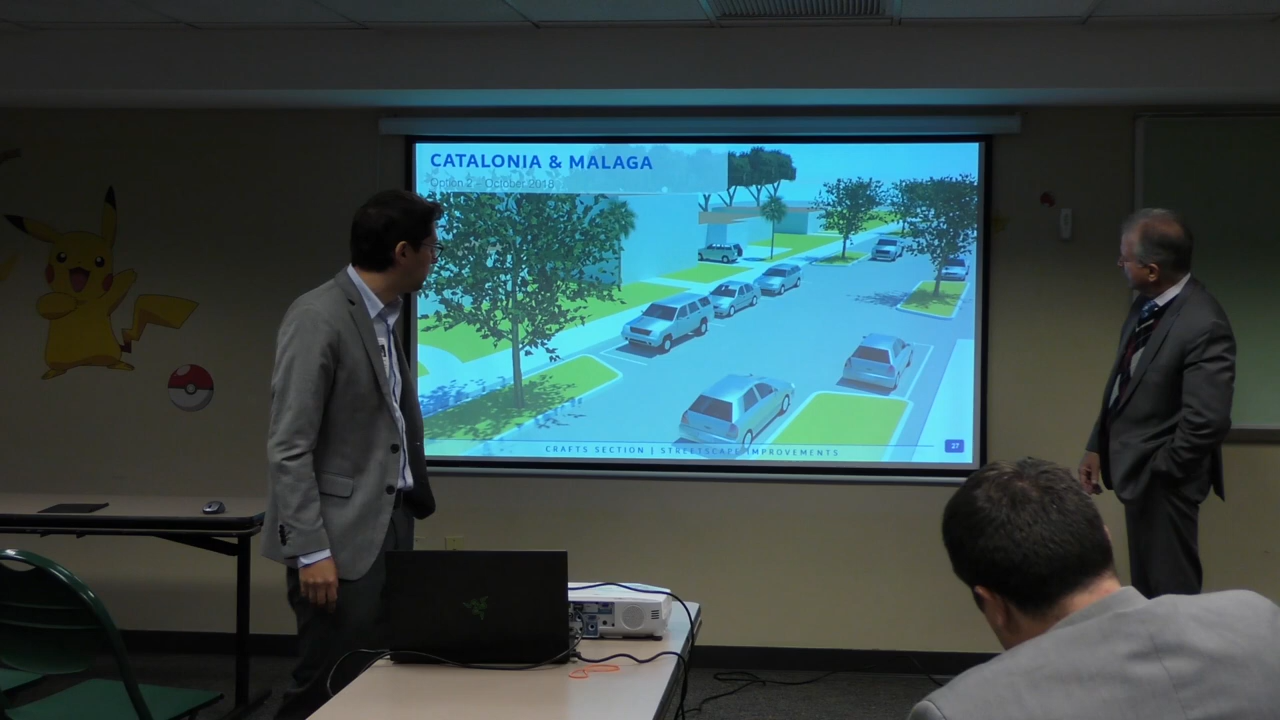 CATALONIA & MALAGA
Option 2 – October 2018
CRAFTS SECTION | STREETSCAPE IMPROVEMENTS
27